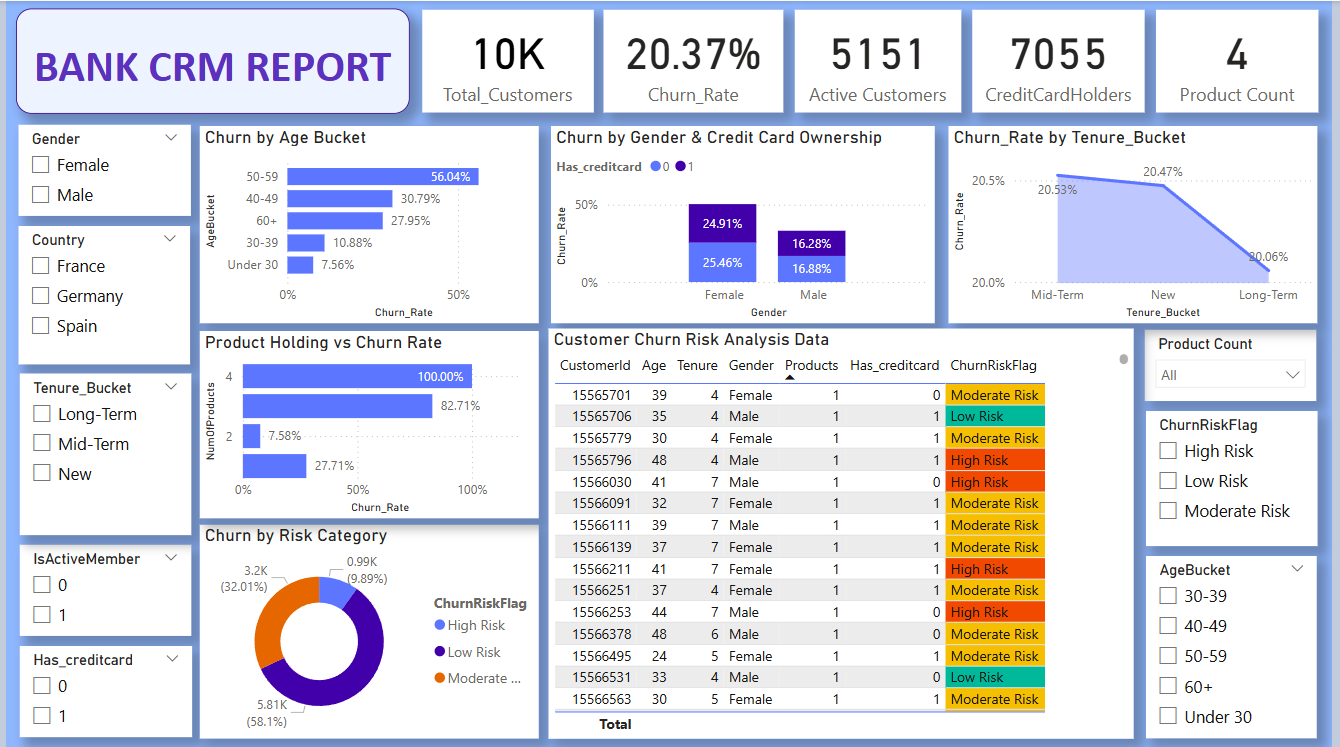 BANK CRM REPORT
10K
Total_Customers
20.37%
Churn_Rate
5151
Active Customers
7055
CreditCardHolders
4
Product Count
Gender
Female
Male
Country
France
Germany
Spain
Tenure_Bucket
Long-Term
Mid-Term
New
IsActiveMember
0
1
Has_creditcard
0
1
Churn by Age Bucket
AgeBucket
50-59 56.04%
40-49 30.79%
60+ 27.95%
30-39 10.88%
Under 30 7.56%
0% 50%
Churn_Rate
Churn by Gender & Credit Card Ownership
Has_creditcard 0 1
Churn_Rate
50%
0%
24.91%
25.46%
16.28%
16.88%
Female Male
Gender
Churn_Rate by Tenure_Bucket
Churn_Rate
20.5%
20.0%
20.53%
20.47%
20.06%
Mid-Term New Long-Term
Tenure_Bucket
Product Holding vs Churn Rate
NumOfProducts
4 100.00%
82.71%
2 7.58%
27.71%
0% 50% 100%
Churn_Rate
Churn by Risk Category
0.99K
(9.89%)
3.2K
(32.01%)
5.81K
(58.1%)
ChurnRiskFlag
High Risk
Low Risk
Moderate ...
Customer Churn Risk Analysis Data
CustomerId Age Tenure Gender Products Has_creditcard ChurnRiskFlag
15565701 39 4 Female 1 0 Moderate Risk
15565706 35 4 Male 1 1 Low Risk
15565779 30 4 Female 1 1 Moderate Risk
15565796 48 4 Male 1 1 High Risk
15566030 41 7 Male 1 0 High Risk
15566091 32 7 Female 1 1 Moderate Risk
15566111 39 7 Male 1 1 Moderate Risk
15566139 37 7 Female 1 1 Moderate Risk
15566211 41 7 Female 1 1 High Risk
15566251 37 4 Female 1 1 Moderate Risk
15566253 44 7 Male 1 0 High Risk
15566378 48 6 Male 1 0 Moderate Risk
15566495 24 5 Female 1 1 Moderate Risk
15566531 33 4 Male 1 0 Low Risk
15566563 30 5 Female 1 1 Moderate Risk
Total
Product Count
All
ChurnRiskFlag
High Risk
Low Risk
Moderate Risk
AgeBucket
30-39
40-49
50-59
60+
Under 30